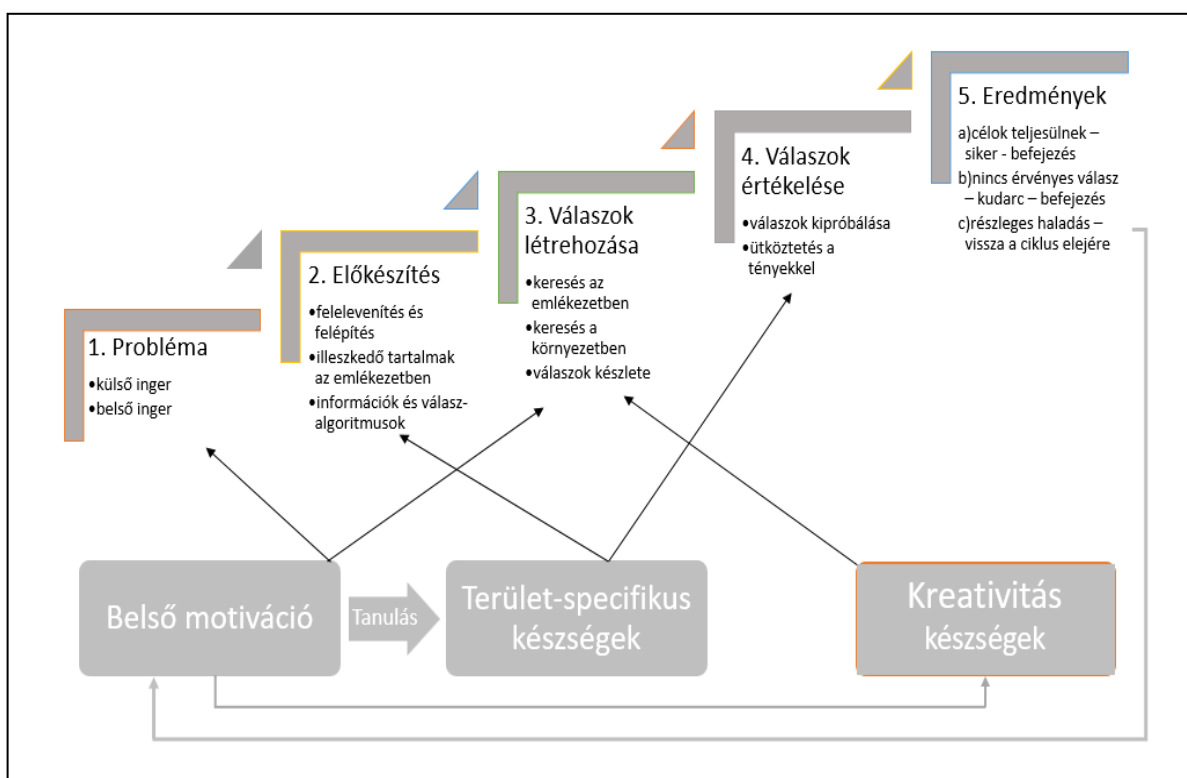 1. Probléma
•külső inger
•belső inger
2. Előkészítés
•felelevenítés és
felépítés
•illeszkedő tartalmak
az emlékezetben
•információk és válasz-
algoritmusok
3. Válaszok
létrehozása
•keresés az
emlékezetben
•keresés a
környezetben
•válaszok készlete
4. Válaszok
értékelése
•válaszok kipróbálása
•ütköztetés a
tényekkel
5. Eredmények
a)célok teljesülnek –
siker - befejezés
b)nincs érvényes válasz
– kudarc – befejezés
c)részleges haladás –
vissza a ciklus elejére
Belső motiváció
Tanulás
Terület-specifikus
készségek
Kreativitás
készségek